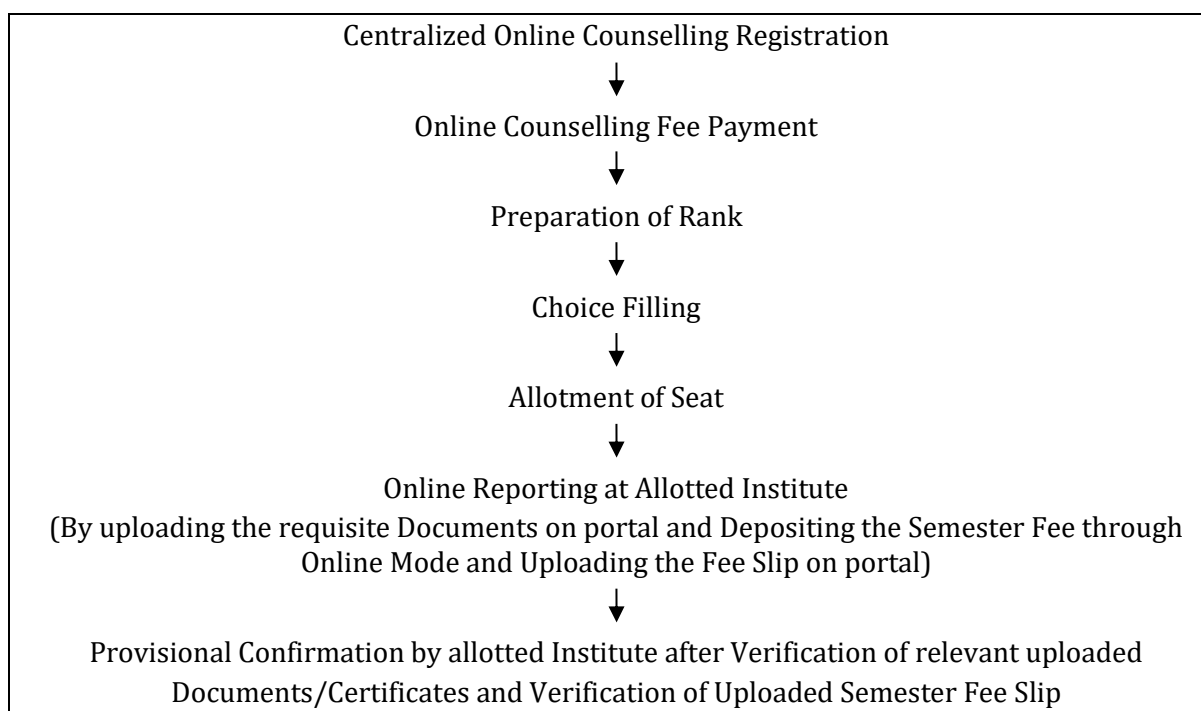 Centralized Online Counselling Registration
Online Counselling Fee Payment
Preparation of Rank
Choice Filling
Allotment of Seat
Online Reporting at Allotted Institute
(By uploading the requisite Documents on portal and Depositing the Semester Fee through
Online Mode and Uploading the Fee Slip on portal)
Provisional Confirmation by allotted Institute after Verification of relevant uploaded
Documents/Certificates and Verification of Uploaded Semester Fee Slip